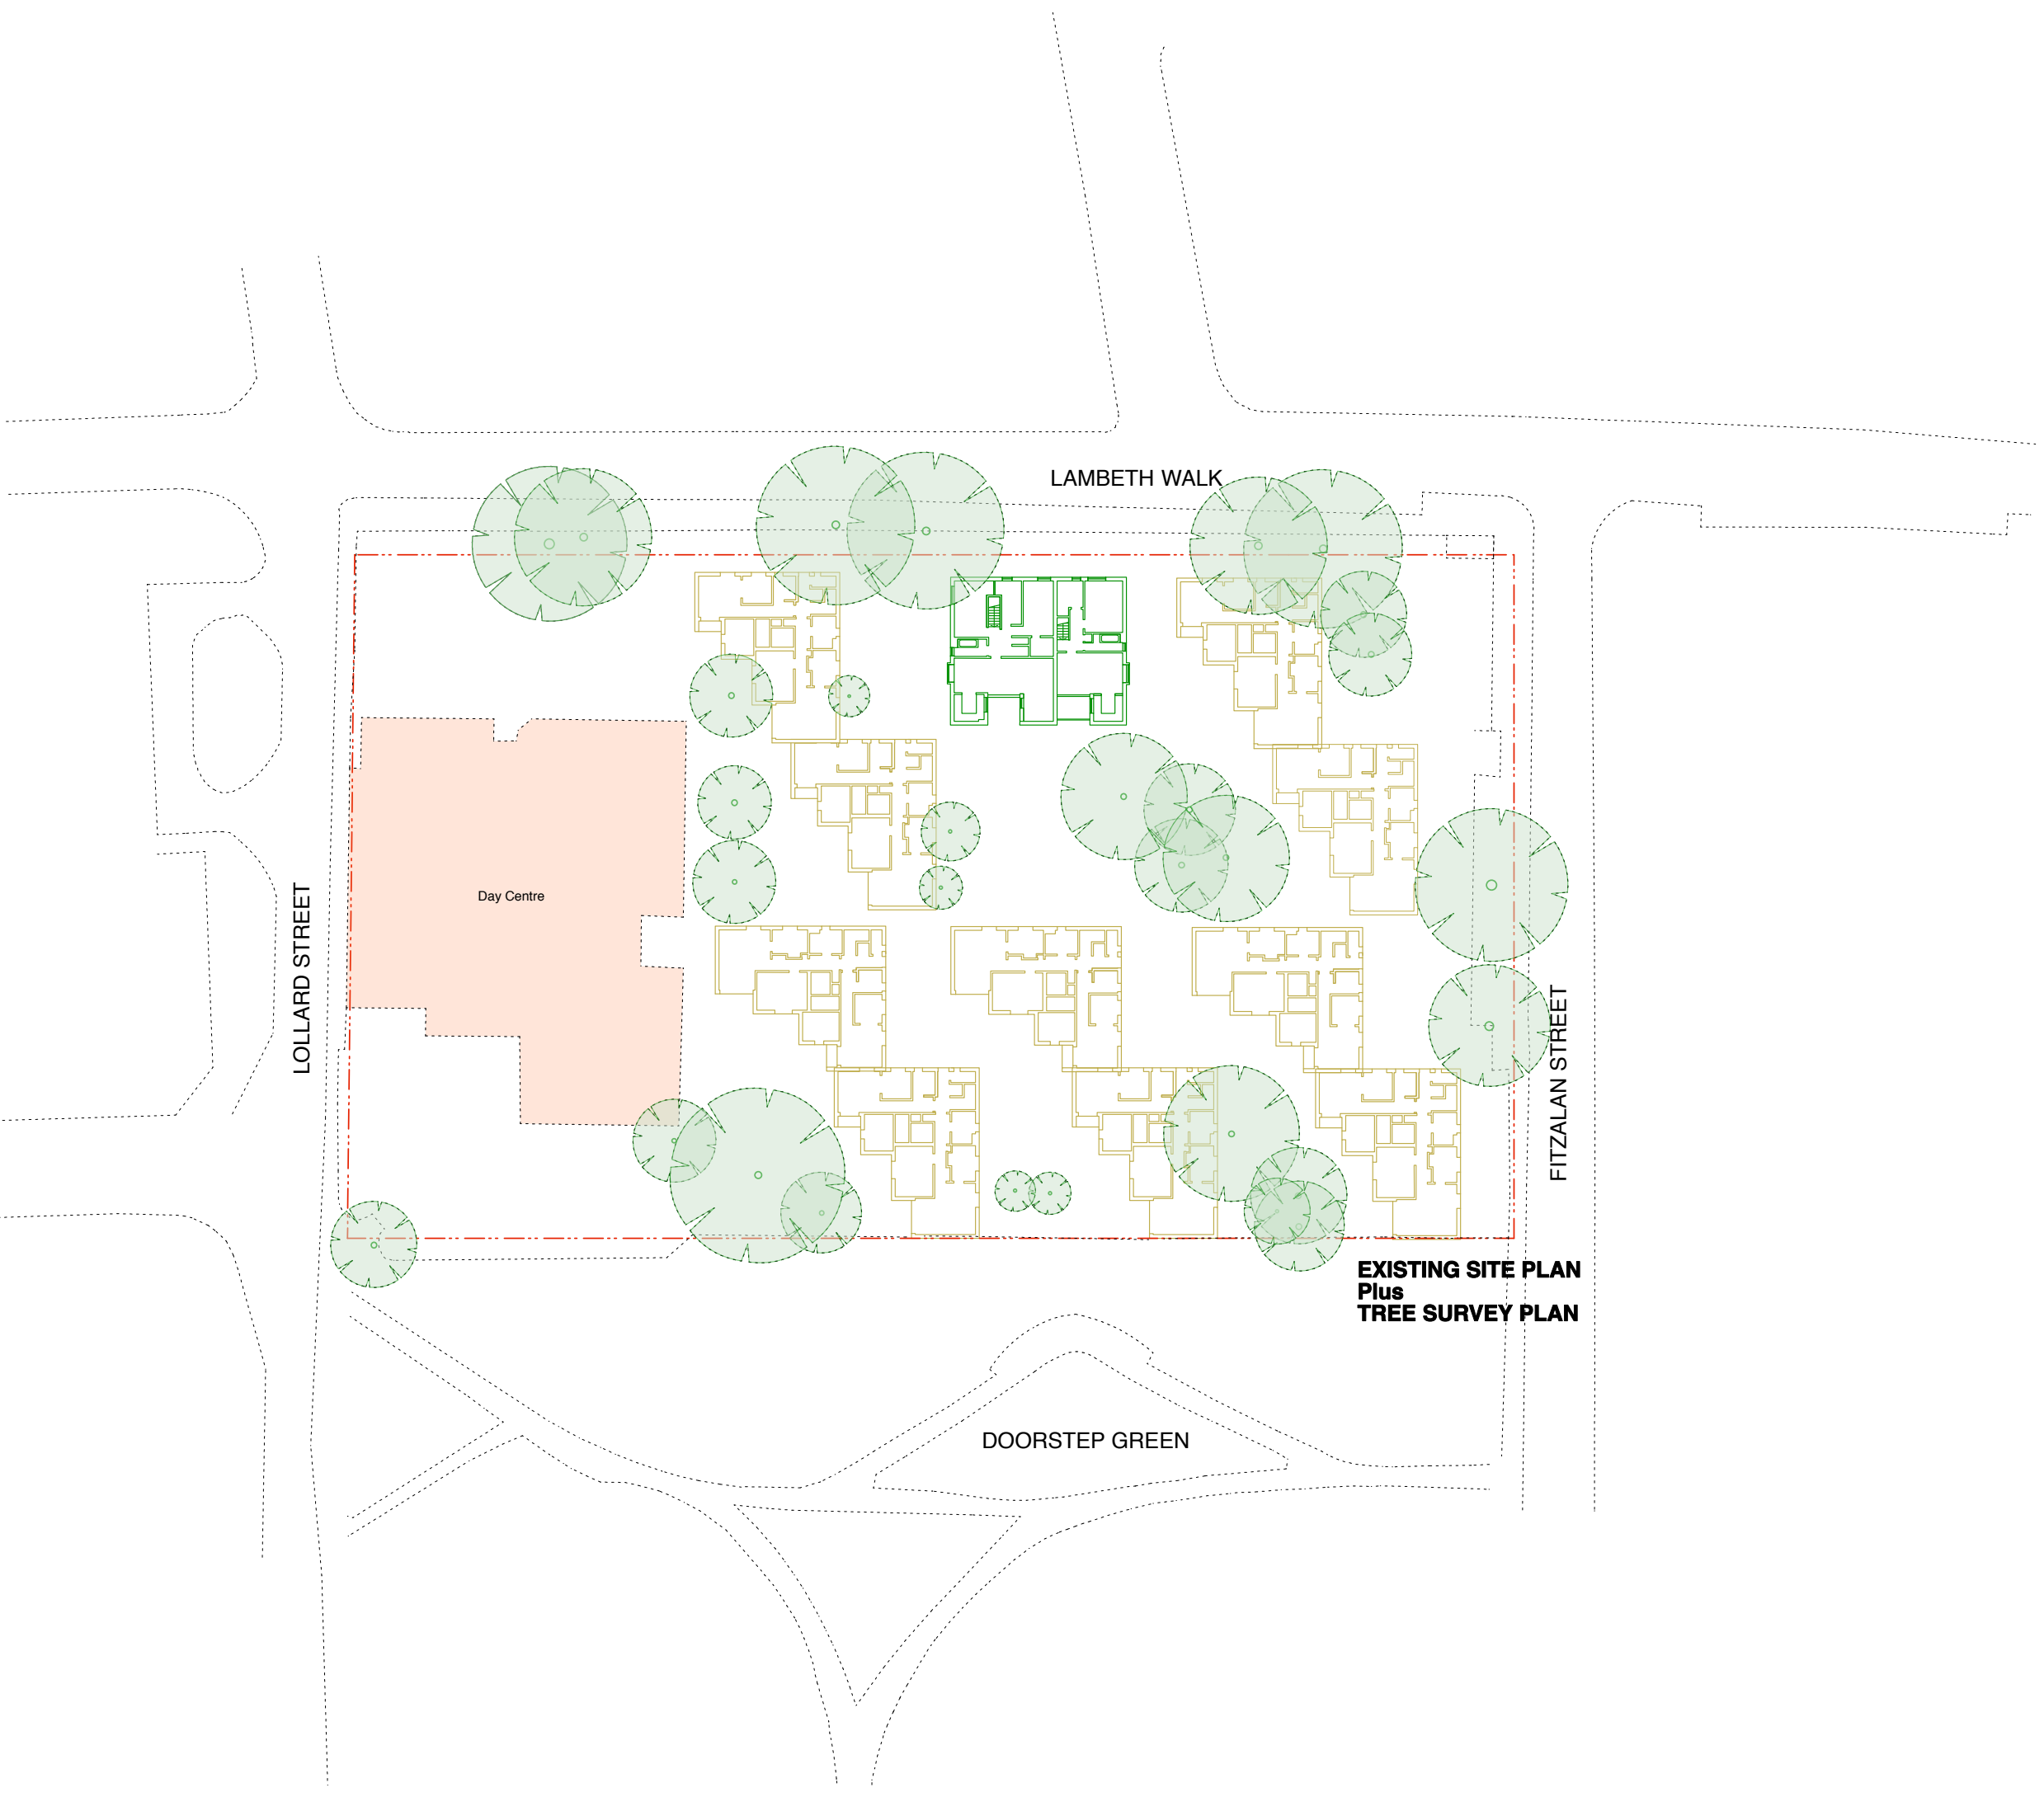 LAMBETH WALK
Day Centre
LOLLARD STREET
FITZALAN STREET
EXISTING SITE PLAN
Plus
TREE SURVEY PLAN
DOORSTEP GREEN